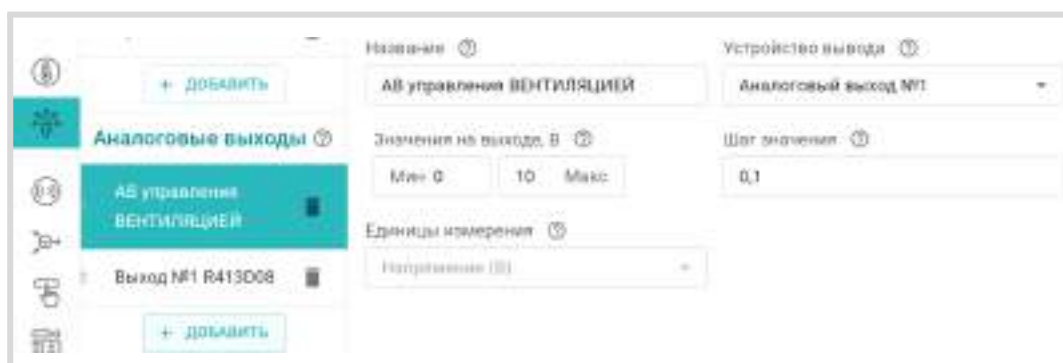 + ДОБАВИТЬ
Аналоговые выходы
АВ управления
ВЕНТИЛЯЦИЕЙ
Выход №1 R413D08
+ ДОБАВИТЬ
Название
АВ управления ВЕНТИЛЯЦИЕЙ
Устройство вывода
Аналоговый выход №1
Значения на выходе, В
Мин 0
10 Макс
Шаг значения
0,1
Единицы измерения
Напряжение (В)